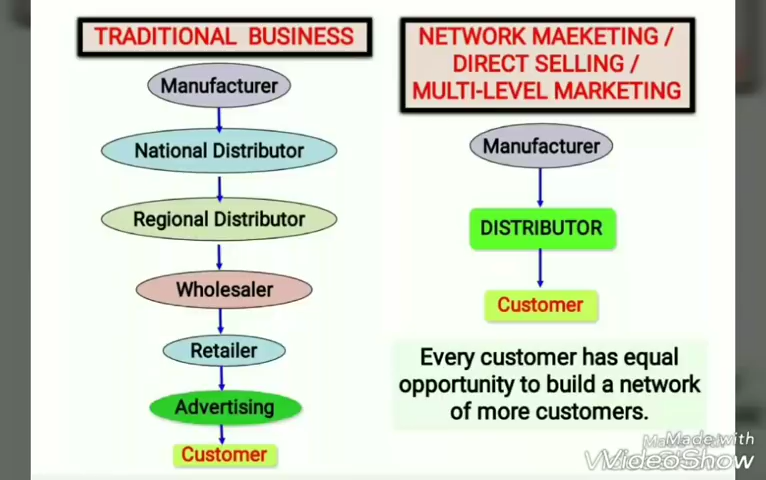 TRADITIONAL BUSINESS
Manufacturer
National Distributor
Regional Distributor
Wholesaler
Retailer
Advertising
Customer
NETWORK MAEKETING /
DIRECT SELLING /
MULTI-LEVEL MARKETING
Manufacturer
DISTRIBUTOR
Customer
Every customer has equal
opportunity to build a network
of more customers.
Made with
VideoShow